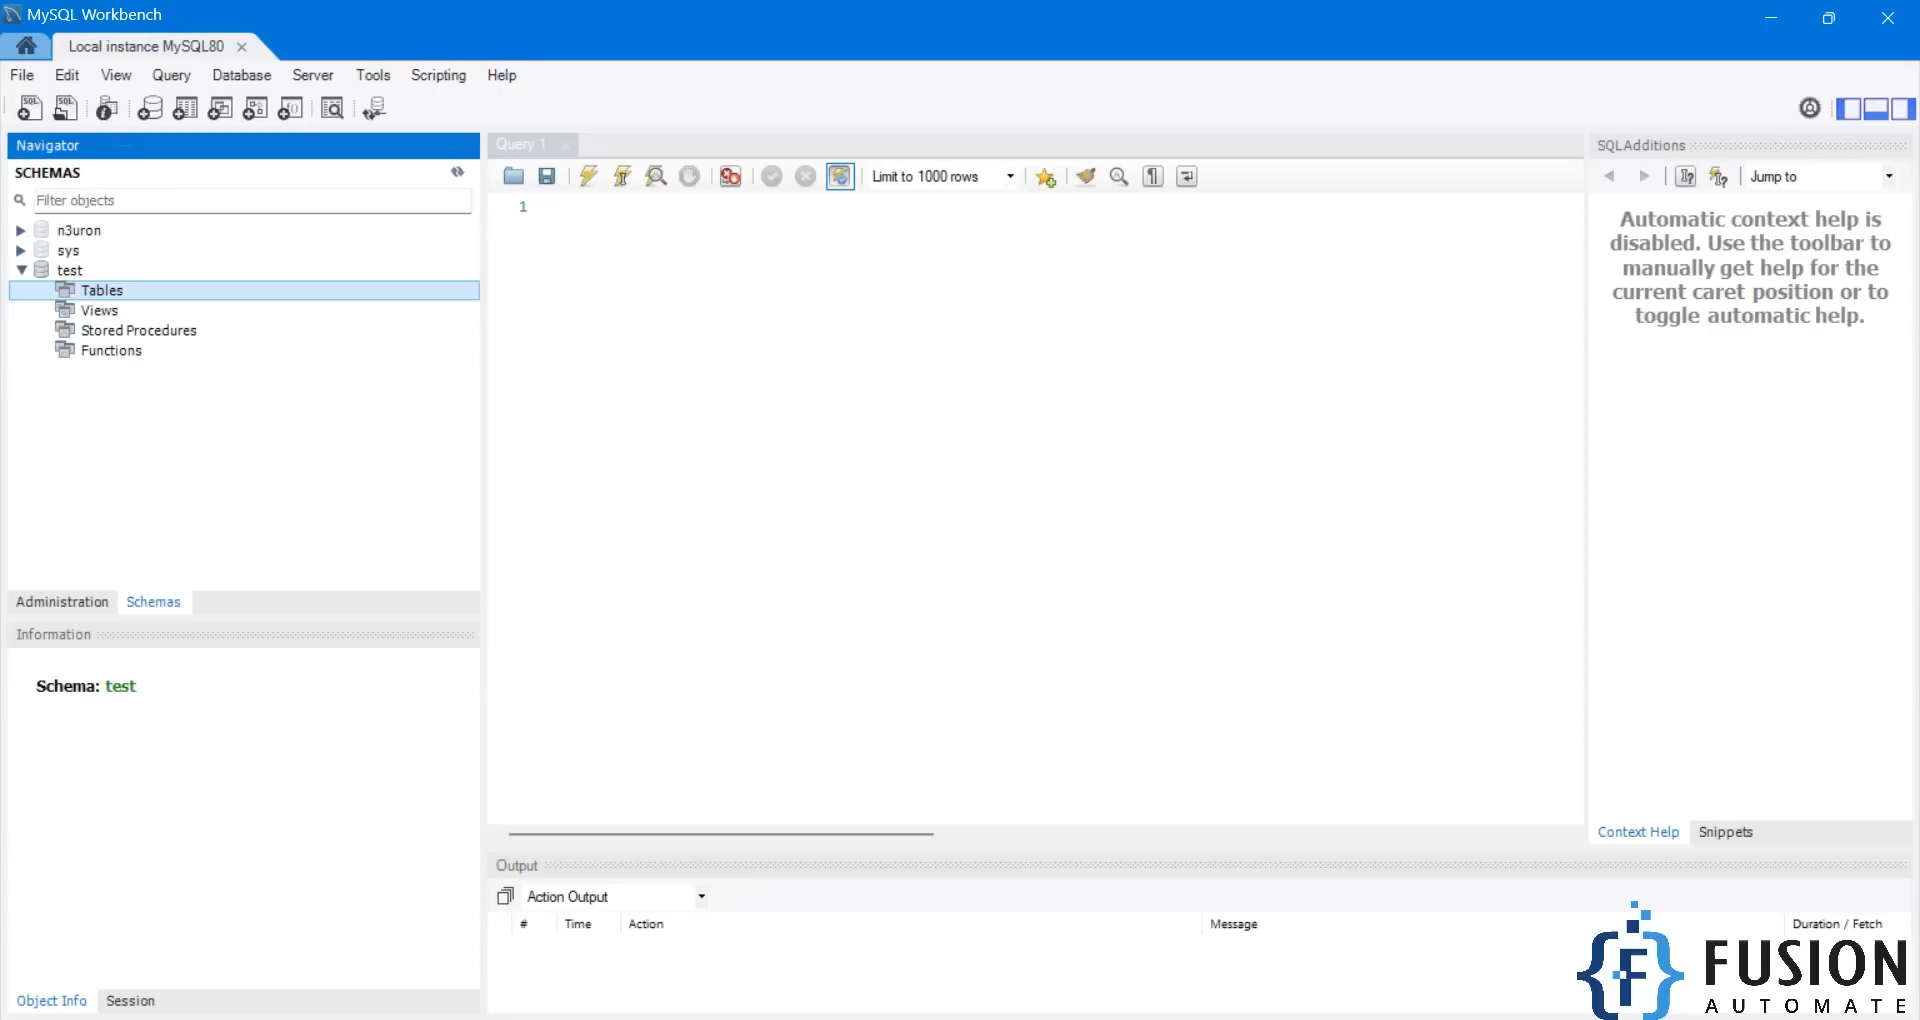 MySQL Workbench
Local instance MySQL80
File Edit View Query Database Server Tools Scripting Help
Navigator
SCHEMAS
Filter objects
n3uron
sys
test
Tables
Views
Stored Procedures
Functions
Administration Schemas
Information
Schema: test
Object Info Session
Query 1
Limit to 1000 rows
1
Output
Action Output
# Time Action Message Duration / Fetch
SQLAdditions
Jump to
Automatic context help is
disabled. Use the toolbar to
manually get help for the
current caret position or to
toggle automatic help.
Context Help Snippets
FUSION
AUTOMATE